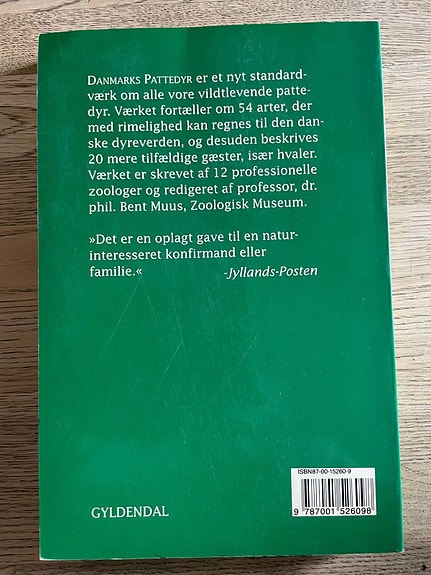 DANMARKS PATTEDYR er et nyt standard-
værk om alle vore vildtlevende patte-
dyr. Værket fortæller om 54 arter, der
med rimelighed kan regnes til den dan-
ske dyreverden, og desuden beskrives
20 mere tilfældige gæster, især hvaler.
Værket er skrevet af 12 professionelle
zoologer og redigeret af professor, dr.
phil. Bent Muus, Zoologisk Museum.
»Det er en oplagt gave til en natur-
interesseret konfirmand eller
familie.« -Jyllands-Posten
ISBN87-00-15260-9
9 787001 526098
GYLDENDAL